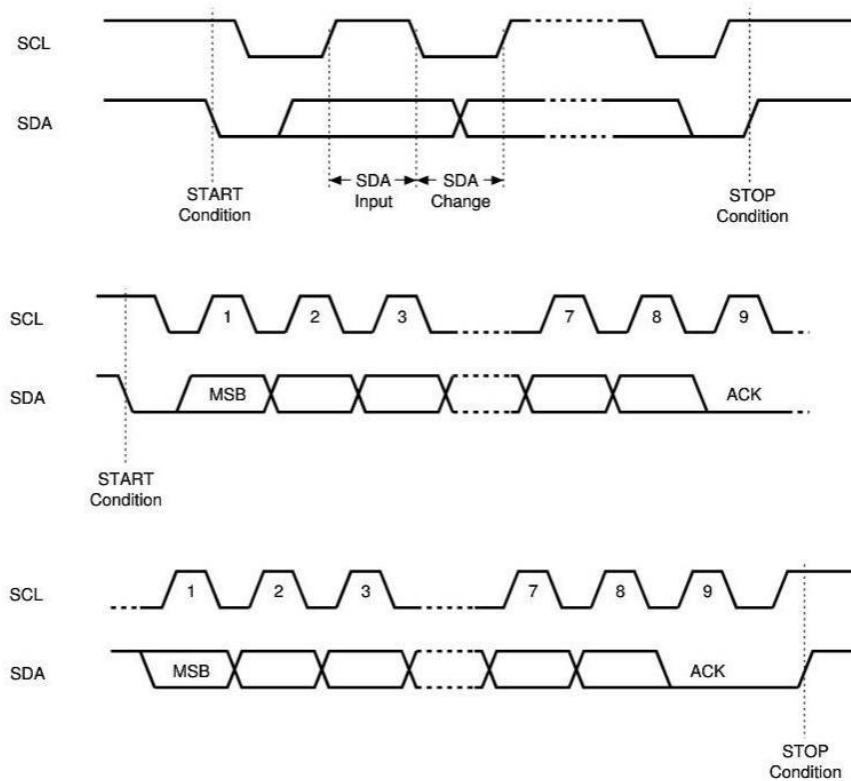 SCL
SDA
SDA
Input
SDA
Change
START
Condition
STOP
Condition
SCL
1 2 3 7 8 9
SDA
MSB ACK
START
Condition
SCL
1 2 3 7 8 9
SDA
MSB ACK
STOP
Condition